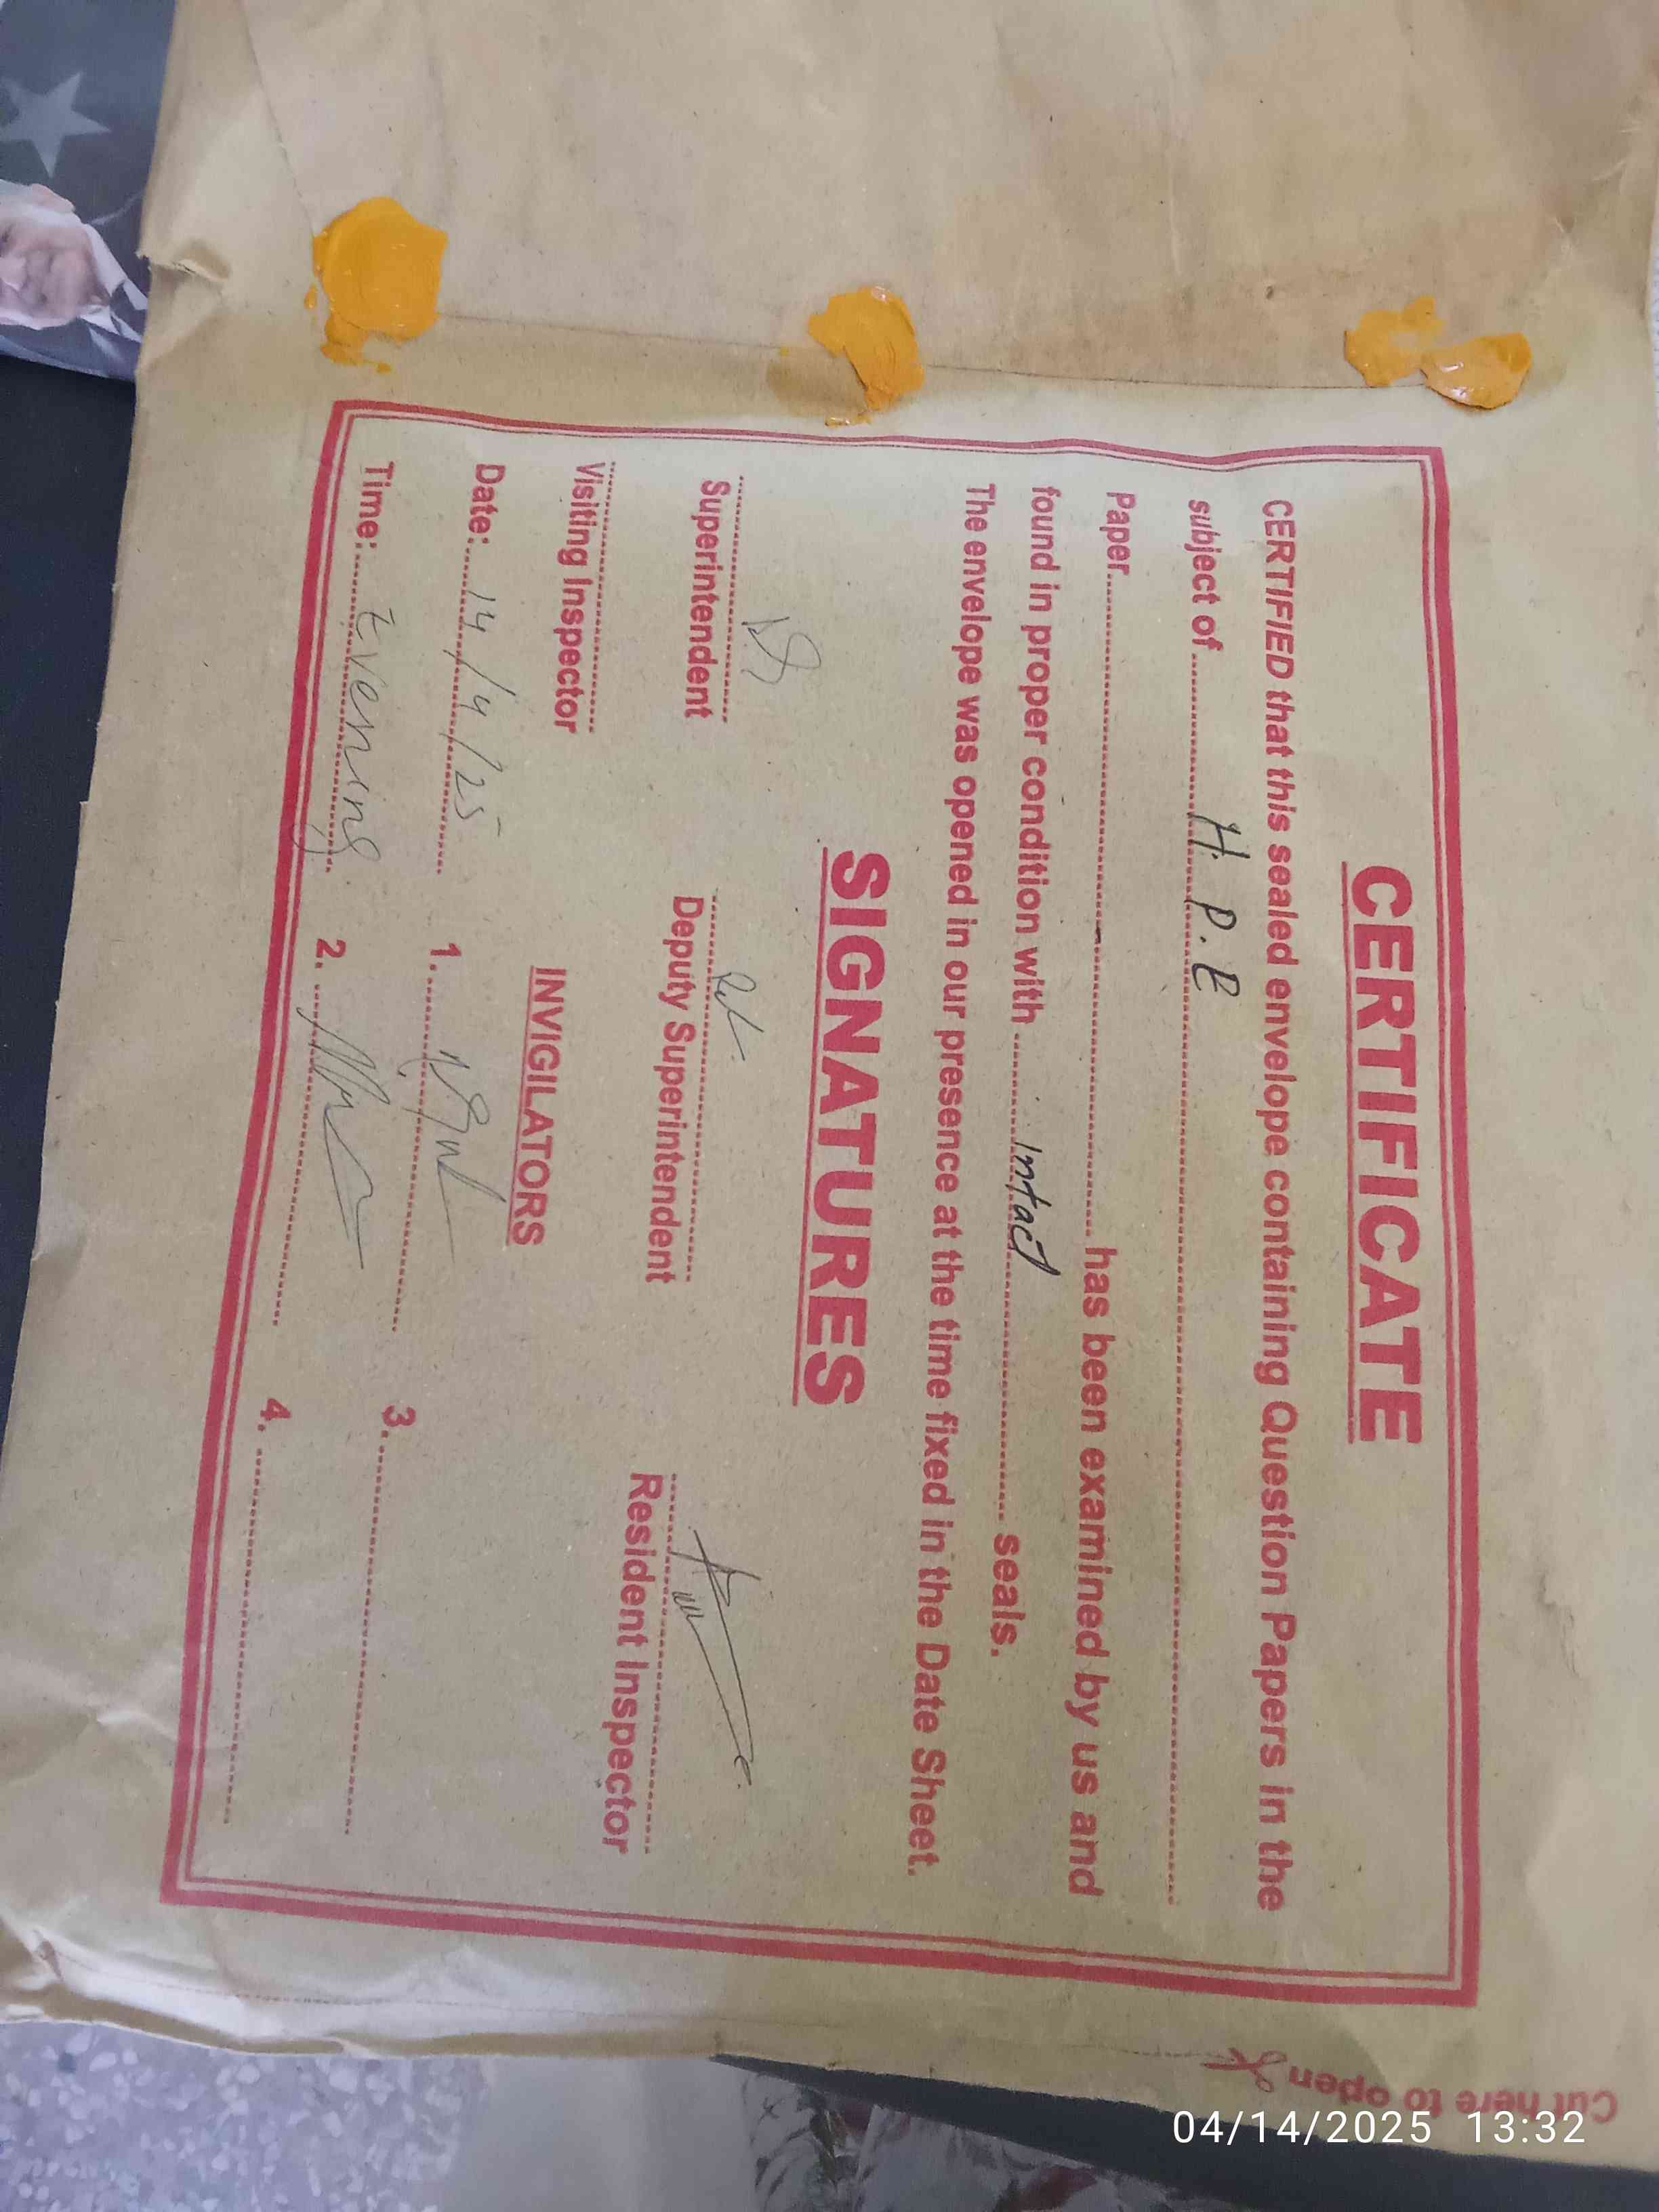 CERTIFICATE
CERTIFIED that this sealed envelope containing Question Papers in the
subject of .......... H.P.E ..........
Paper.................... has been examined by us and
found in proper condition with .......... Intact .......... seals.
The envelope was opened in our presence at the time fixed in the Date Sheet.
SIGNATURES
Superintendent
Deputy Superintendent
Resident Inspector
Visiting Inspector
INVIGILATORS
Date: 14/4/25
1. 3.
Time: Evening
2. 4.
Cut here to open
04/14/2025 13:32